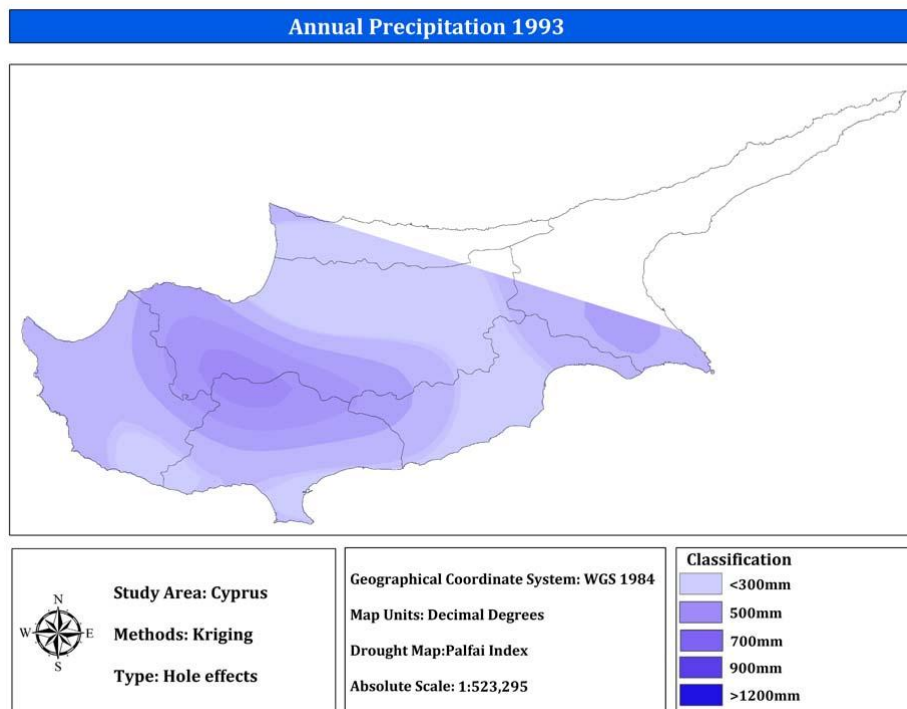 Annual Precipitation 1993
N
W
E
S
Study Area: Cyprus
Methods: Kriging
Type: Hole effects
Geographical Coordinate System: WGS 1984
Map Units: Decimal Degrees
Drought Map:Palfai Index
Absolute Scale: 1:523,295
Classification
<300mm
500mm
700mm
900mm
>1200mm